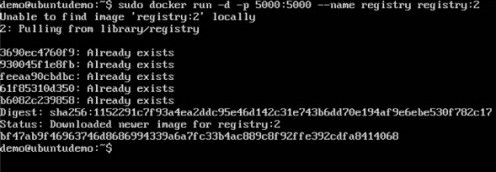 demo@ubuntudemo:~$ sudo docker run -d -p 5000:5000 --name registry registry:2
Unable to find image 'registry:2' locally
2: Pulling from library/registry
3690ec4760f9: Already exists
930045f1e8fb: Already exists
feeaa90cbdbc: Already exists
61f85310d350: Already exists
b6082c239858: Already exists
Digest: sha256:1152291c7f93a4ea2ddc95e46d142c31e743b6dd70e194af9e6ebe530f782c17
Status: Downloaded newer image for registry:2
bf47ab9f46963746d8686994339a6a7fc33b4ac889c8f92ffe392cdfa8414068
demo@ubuntudemo:~$